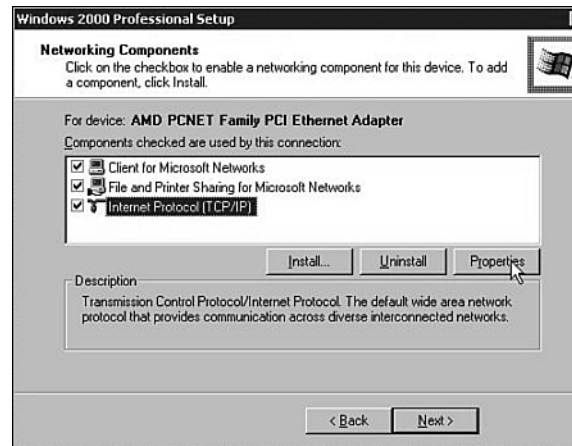 Windows 2000 Professional Setup
Networking Components
Click on the checkbox to enable a networking component for this device. To add
a component, click Install.
For device: AMD PCNET Family PCI Ethernet Adapter
Components checked are used by this connection:
Client for Microsoft Networks
File and Printer Sharing for Microsoft Networks
Internet Protocol (TCP/IP)
Install... Uninstall Properties
Description
Transmission Control Protocol/Internet Protocol. The default wide area network
protocol that provides communication across diverse interconnected networks.
< Back Next >